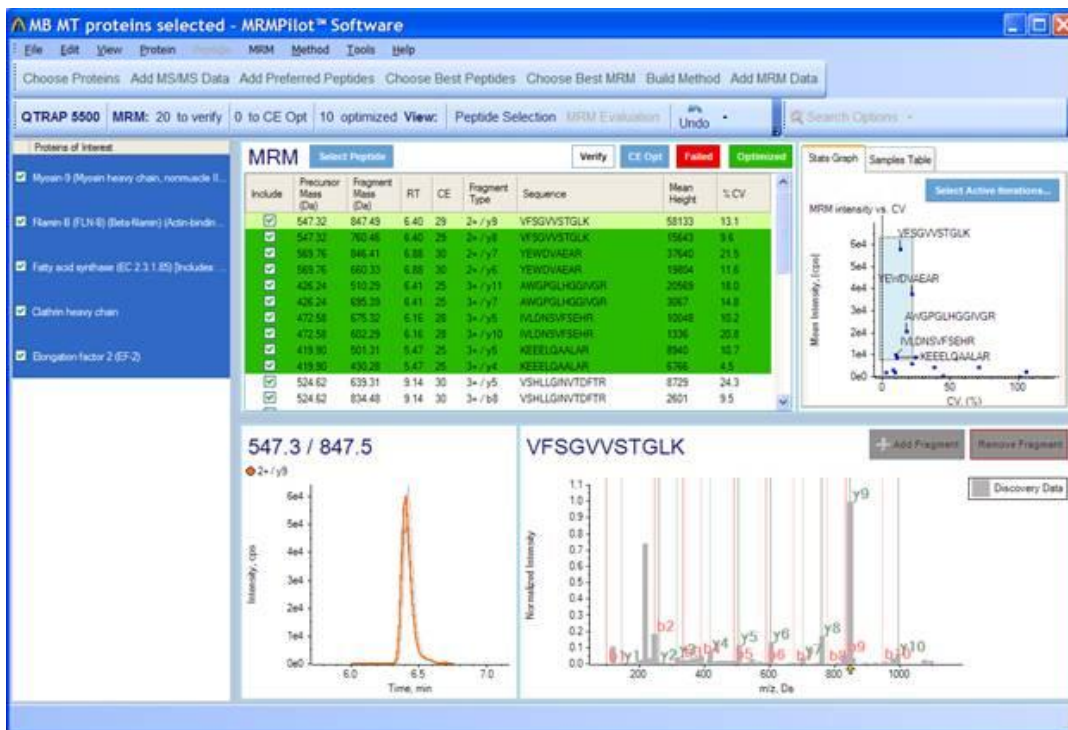 MB MT proteins selected - MRMPilot™ Software
File Edit View Protein MRM Method Tools Help
Choose Proteins Add MS/MS Data Add Preferred Peptides Choose Best Peptides Choose Best MRM Build Method Add MRM Data
QTRAP 5500 MRM: 20 to verify 0 to CE Opt 10 optimized View: Peptide Selection MRM Evaluation Undo Search Options
Proteins of Interest
Myosin-9 (Myosin heavy chain, nonmuscle II...
Filamin B (FLN-B) (Beta-filamin) (Actin-bindin...
Fatty acid synthase (EC 2.3.1.85) [Includes: ...
Clathrin heavy chain
Elongation factor 2 (EF-2)
MRM Select Peptide Verify CE Opt Failed Optimized
Include Precursor Mass (Da) Fragment Mass (Da) RT CE Fragment Type Sequence Mean Height % CV
547.32 847.49 6.40 29 2+ / y9 VFSGVVSTGLK 58133 13.1
547.32 760.46 6.40 29 2+ / y8 VFSGVVSTGLK 15643 9.6
569.76 846.41 6.88 30 2+ / y7 YEWDVAEAR 37640 21.5
569.76 660.33 6.88 30 2+ / y6 YEWDVAEAR 19804 11.6
426.24 510.29 6.41 25 3+ / y11 AWGPGLHGGIVGR 20569 18.0
426.24 695.39 6.41 25 3+ / y7 AWGPGLHGGIVGR 3067 14.8
472.58 675.32 6.16 28 3+ / y5 IVLDNSVFSEHR 10048 10.2
472.58 602.29 6.16 28 3+ / y10 IVLDNSVFSEHR 1336 20.8
419.90 501.31 5.47 25 3+ / y5 KEEELQAALAR 8940 10.7
419.90 430.28 5.47 25 3+ / y4 KEEELQAALAR 6766 4.5
524.62 639.31 9.14 30 3+ / y5 VSHLLGINVTDFTR 8729 24.3
524.62 834.48 9.14 30 3+ / b8 VSHLLGINVTDFTR 2601 9.5
Stats Graph Samples Table
Select Active Iterations...
MRM intensity vs. CV
Mean Intensity, (cps)
6e4
5e4
4e4
3e4
2e4
1e4
0e0
VFSGVVSTGLK
YEWDVAEAR
AWGPGLHGGIVGR
IVLDNSVFSEHR
KEEELQAALAR
0 50 100
CV, (%)
547.3 / 847.5
2+ / y9
Intensity, cps
6e4
5e4
4e4
3e4
2e4
1e4
0e0
6.0 6.5 7.0
Time, min
VFSGVVSTGLK
Add Fragment Remove Fragment
Discovery Data
Normalized Intensity
1.1
1.0
0.9
0.8
0.7
0.6
0.5
0.4
0.3
0.2
0.1
0.0
b1 y1 b2 y2 y3 b3 b4 y4 b5 y5 b6 y6 b7 y7 y8 b8 b9 y9 b10 y10
200 400 600 800 1000
m/z, Da